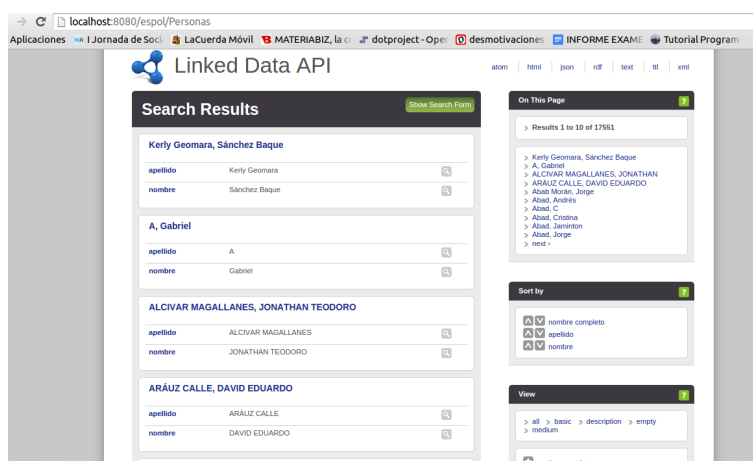 localhost:8080/espol/Personas
Aplicaciones I Jornada de Soci LaCuerda Móvil MATERIABIZ, la c dotproject - Oper desmotivaciones INFORME EXAME Tutorial Program
Linked Data API
atom html json rdf text ttl xml
Search Results
Show Search Form
Kerly Geomara, Sánchez Baque
apellido Kerly Geomara
nombre Sánchez Baque
A, Gabriel
apellido A
nombre Gabriel
ALCIVAR MAGALLANES, JONATHAN TEODORO
apellido ALCIVAR MAGALLANES
nombre JONATHAN TEODORO
ARÁUZ CALLE, DAVID EDUARDO
apellido ARÁUZ CALLE
nombre DAVID EDUARDO
On This Page ?
> Results 1 to 10 of 17551
> Kerly Geomara, Sánchez Baque
> A, Gabriel
> ALCIVAR MAGALLANES, JONATHAN
> ARÁUZ CALLE, DAVID EDUARDO
> Abab Morán, Jorge
> Abad, Andrés
> Abad, C
> Abad, Cristina
> Abad, Jaminton
> Abad, Jorge
> next ›
Sort by ?
nombre completo
apellido
nombre
View ?
> all > basic > description > empty
> medium